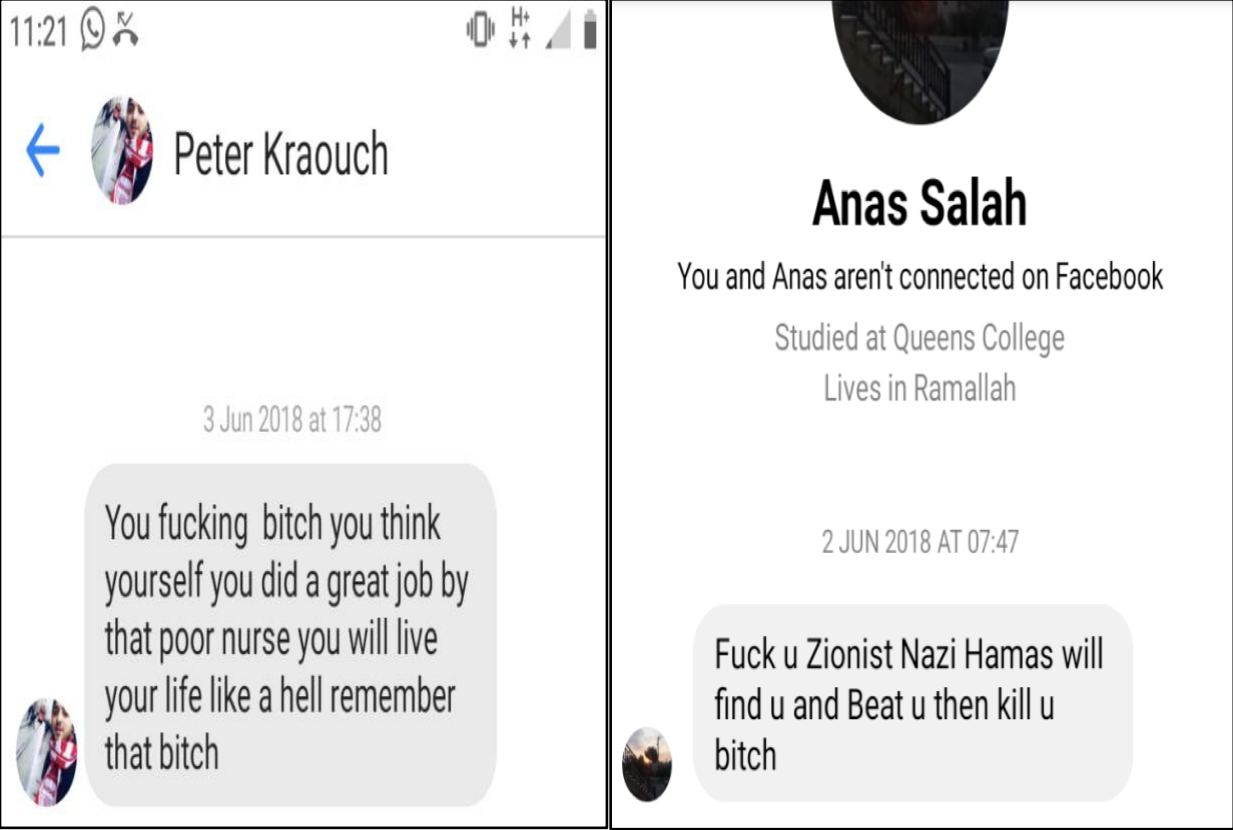 11:21
H+
Peter Kraouch
3 Jun 2018 at 17:38
You fucking  bitch you think
yourself you did a great job by
that poor nurse you will live
your life like a hell remember
that bitch
Anas Salah
You and Anas aren't connected on Facebook
Studied at Queens College
Lives in Ramallah
2 JUN 2018 AT 07:47
Fuck u Zionist Nazi Hamas will
find u and Beat u then kill u
bitch